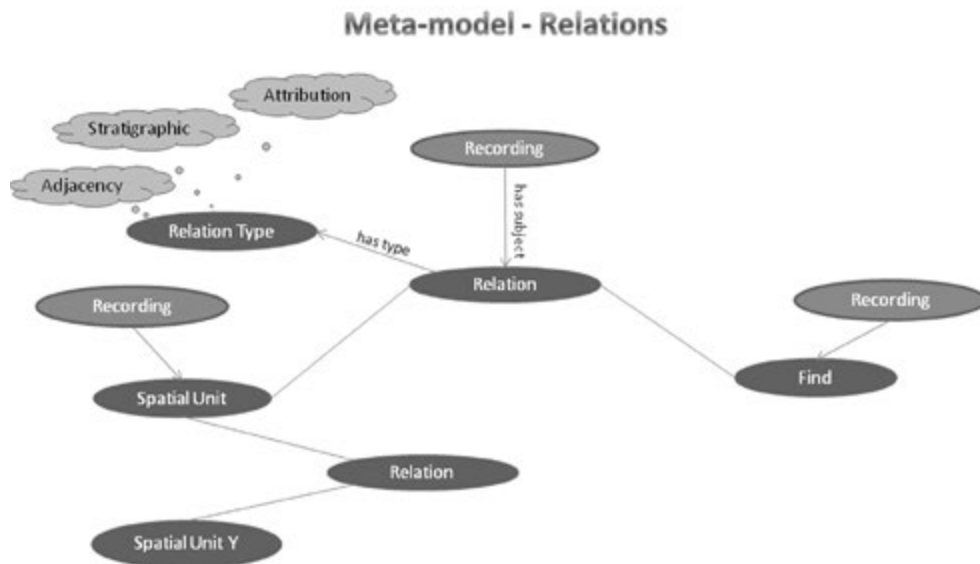 Meta-model - Relations
Attribution
Stratigraphic
Recording
Adjacency
has subject
Relation Type
has type
Relation
Recording
Recording
Find
Spatial Unit
Relation
Spatial Unit Y